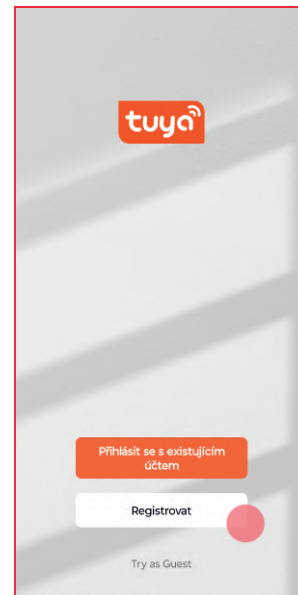 tuya
Přihlásit se s existujícím
účtem
Registrovat
Try as Guest